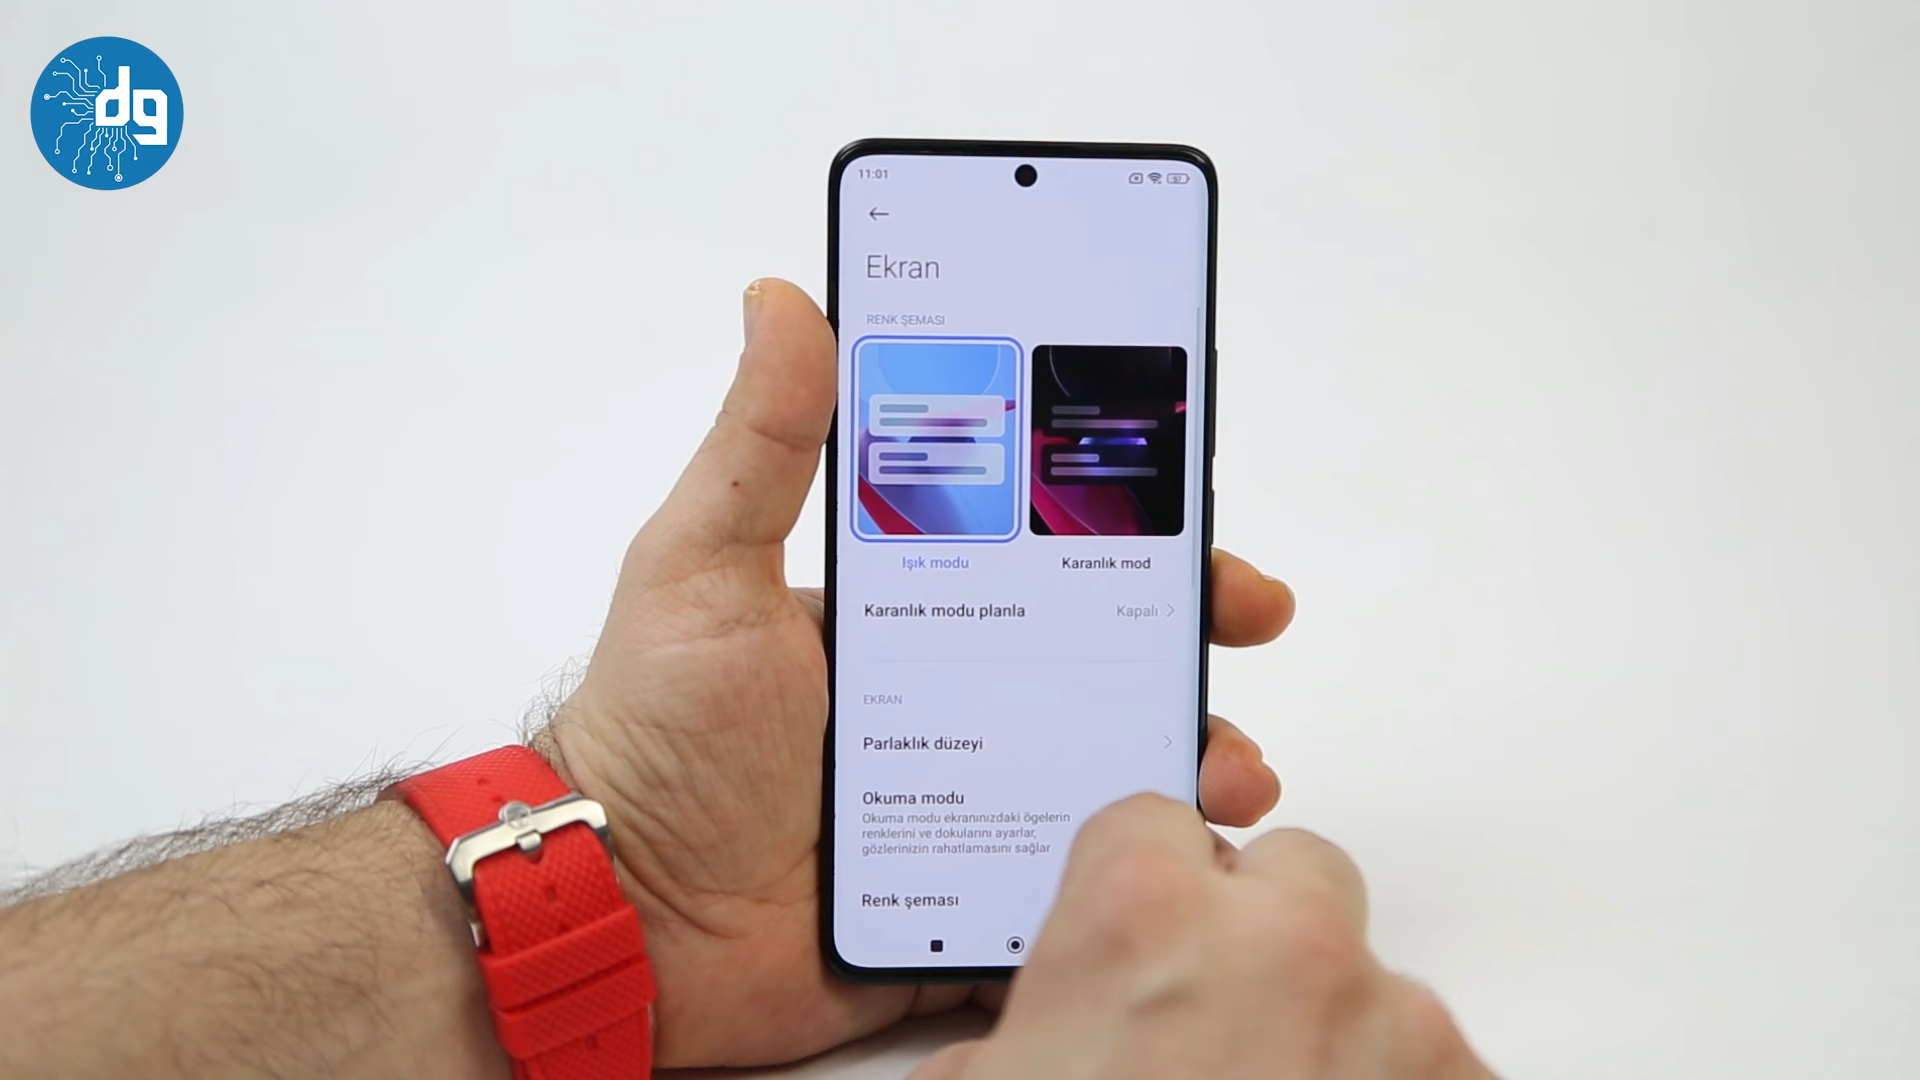 dg
11:01
57
Ekran
RENK ŞEMASI
Işık modu
Karanlık mod
Karanlık modu planla
Kapalı
EKRAN
Parlaklık düzeyi
Okuma modu
Okuma modu ekranınızdaki ögelerin
renklerini ve dokularını ayarlar,
gözlerinizin rahatlamasını sağlar
Renk şeması